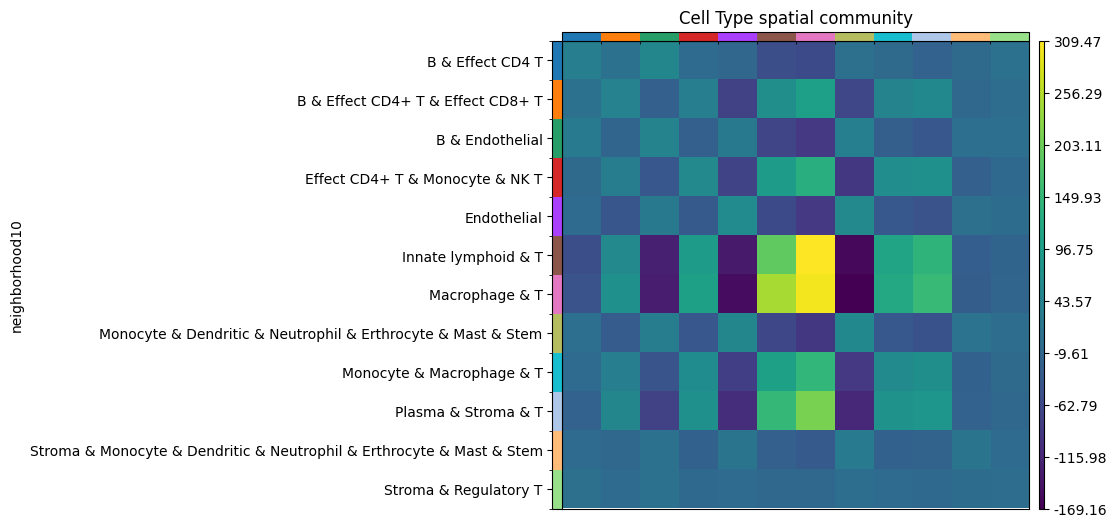 Cell Type spatial community
neighborhood10
B & Effect CD4 T
B & Effect CD4+ T & Effect CD8+ T
B & Endothelial
Effect CD4+ T & Monocyte & NK T
Endothelial
Innate lymphoid & T
Macrophage & T
Monocyte & Dendritic & Neutrophil & Erthrocyte & Mast & Stem
Monocyte & Macrophage & T
Plasma & Stroma & T
Stroma & Monocyte & Dendritic & Neutrophil & Erthrocyte & Mast & Stem
Stroma & Regulatory T
309.47
256.29
203.11
149.93
96.75
43.57
-9.61
-62.79
-115.98
-169.16